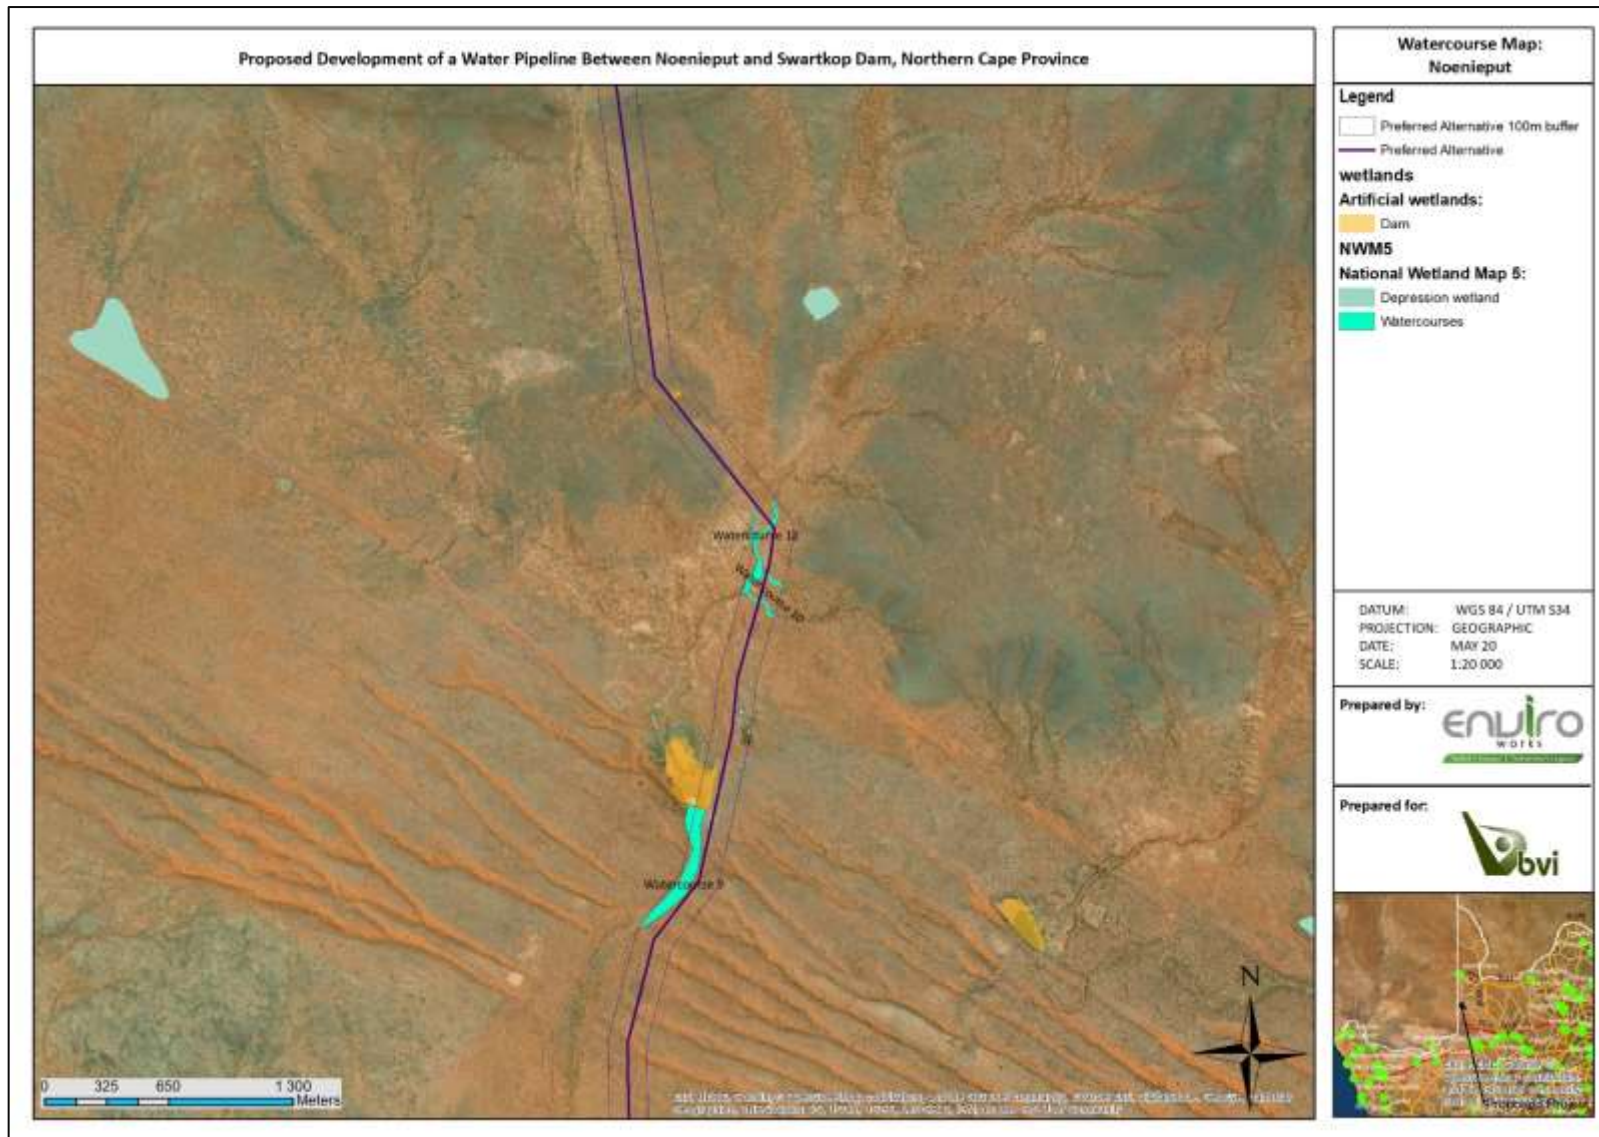 Proposed Development of a Water Pipeline Between Noenieput and Swartkop Dam, Northern Cape Province
Watercourse 9
N
0 325 650 1 300
Meters
Watercourse Map:
Noenieput
Legend
Preferred Alternative 100m buffer
Preferred Alternative
wetlands
Artificial wetlands:
Dam
NWM5
National Wetland Map 5:
Depression wetland
Watercourses
DATUM: WGS 84 / UTM S34
PROJECTION: GEOGRAPHIC
DATE: MAY 20
SCALE: 1:20 000
Prepared by:
enviro
works
Prepared for:
bvi